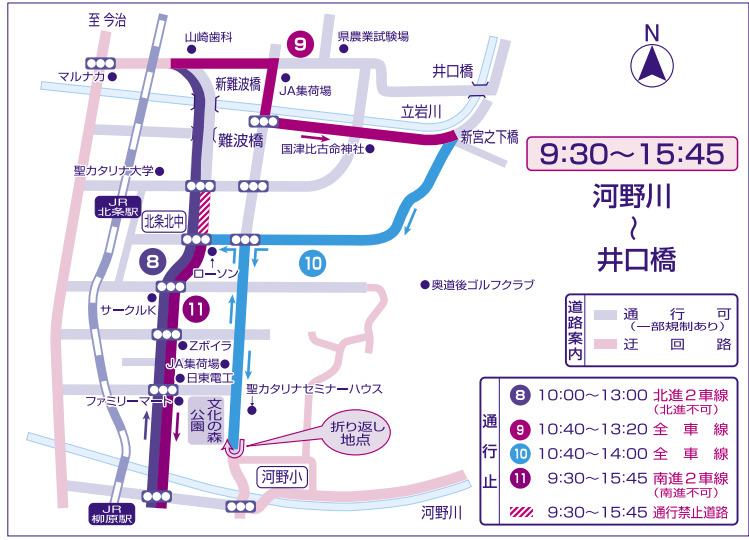 至 今治
山崎歯科
9
県農業試験場
N
マルナカ
新難波橋
JA集荷場
井口橋
立岩川
難波橋
国津比古命神社
新宮之下橋
9:30〜15:45
聖カタリナ大学
河野川
〜
井口橋
JR
北条駅
北条北中
8
ローソン
10
奥道後ゴルフクラブ
サークルK
11
道路案内
通行可
(一部規制あり)
迂回路
Zボイラ
JA集荷場
日東電工
ファミリーマート
文化の森
公園
聖カタリナセミナーハウス
折り返し
地点
通行止
8 10:00〜13:00 北進2車線
(北進不可)
9 10:40〜13:20 全車線
10 10:40〜14:00 全車線
11 9:30〜15:45 南進2車線
(南進不可)
9:30〜15:45 通行禁止道路
河野小
JR
柳原駅
河野川